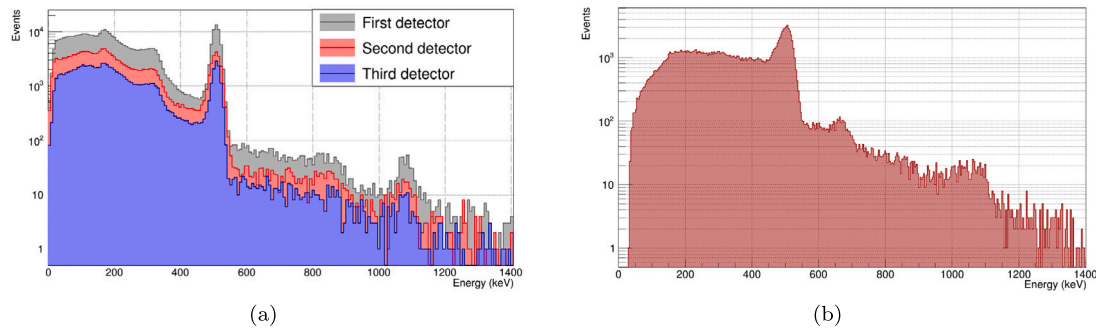 Events
10⁴
10³
10²
10
1
First detector
Second detector
Third detector
0 200 400 600 800 1000 1200 1400
Energy (keV)
(a)
Events
10³
10²
10
1
0 200 400 600 800 1000 1200 1400
Energy (keV)
(b)